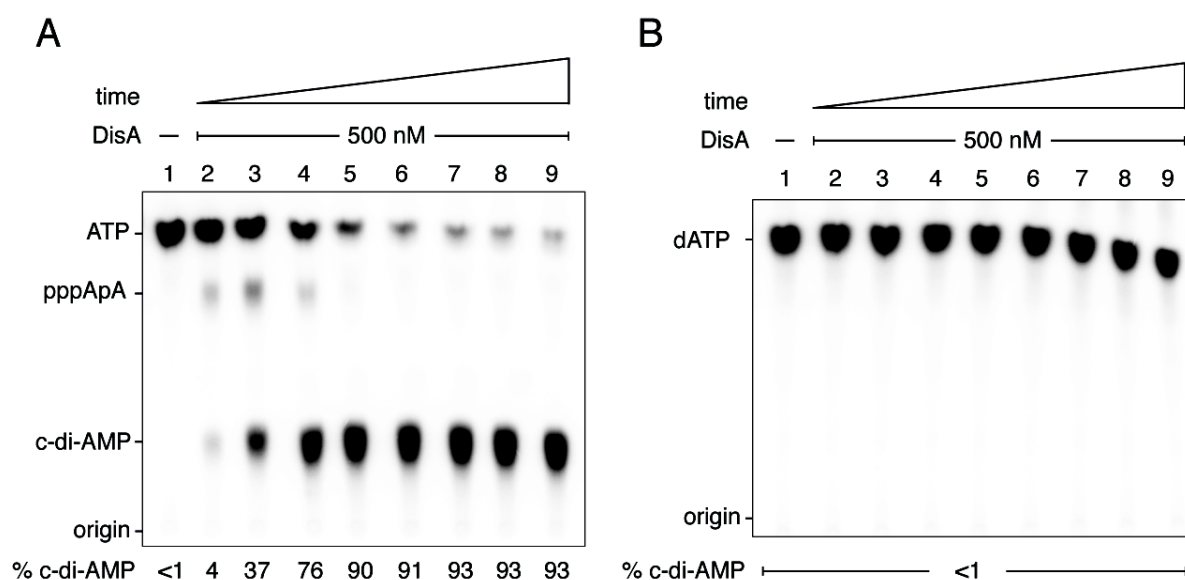 A
time
DisA – 500 nM
1 2 3 4 5 6 7 8 9
ATP
pppApA
c-di-AMP
origin
% c-di-AMP <1 4 37 76 90 91 93 93 93
B
time
DisA – 500 nM
1 2 3 4 5 6 7 8 9
dATP
origin
% c-di-AMP <1